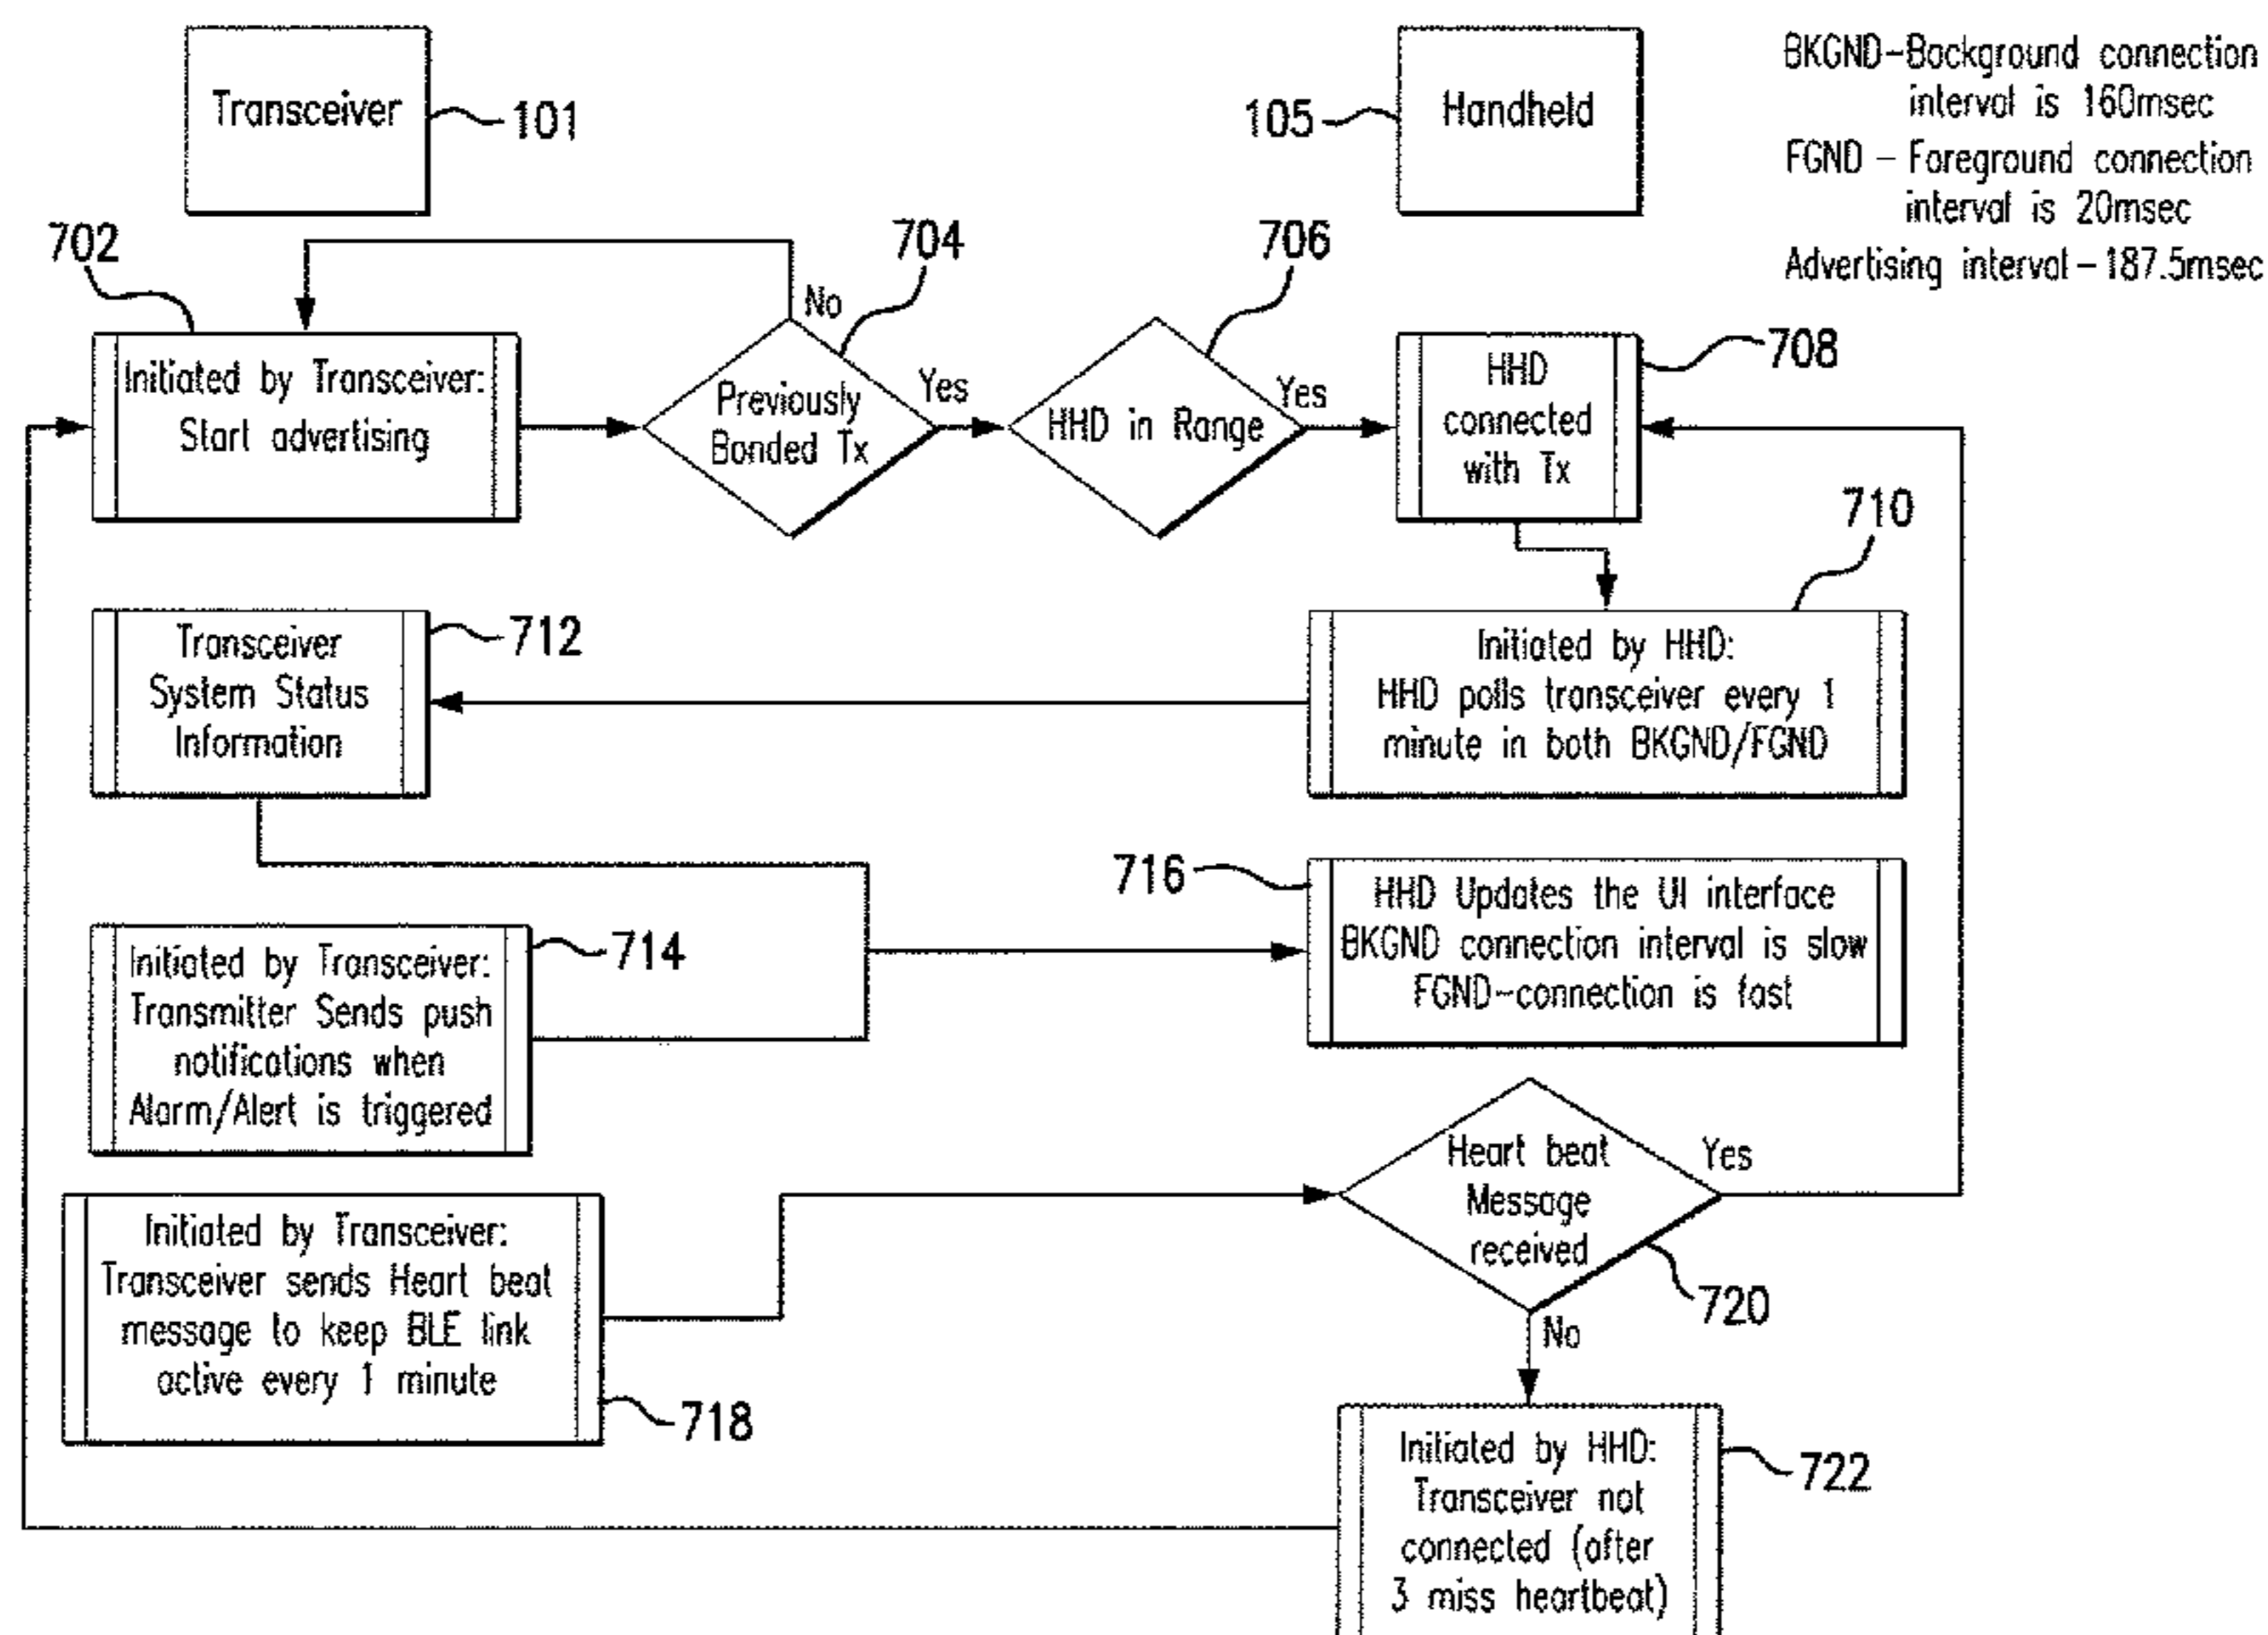 Transceiver
101
105
Handheld
BKGND-Background connection
interval is 160msec
FGND - Foreground connection
interval is 20msec
Advertising interval-187.5msec
702
No
704
706
Initiated by Transceiver:
Start advertising
Previously
Bonded Tx
Yes
HHD in Range
Yes
HHD
connected
with Tx
708
710
Transceiver
System Status
Information
712
Initiated by HHD:
HHD polls transceiver every 1
minute in both BKGND/FGND
716
HHD Updates the UI interface
BKGND connection interval is slow
FGND-connection is fast
Initiated by Transceiver:
Transmitter Sends push
notifications when
Alarm/Alert is triggered
714
Heart beat
Message
received
Yes
720
No
Initiated by Transceiver:
Transceiver sends Heart beat
message to keep BLE link
active every 1 minute
718
Initiated by HHD:
Transceiver not
connected (after
3 miss heartbeat)
722